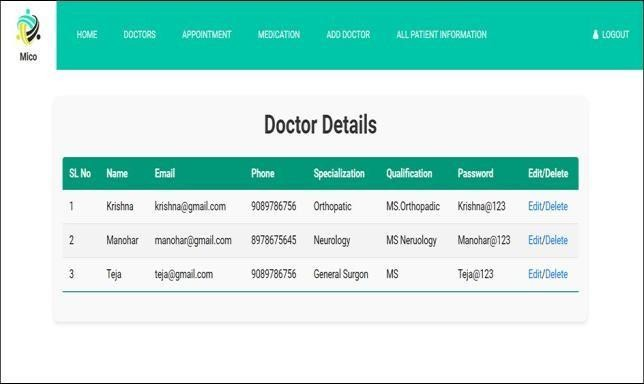 Mico
HOME DOCTORS APPOINTMENT MEDICATION ADD DOCTOR ALL PATIENT INFORMATION LOGOUT
Doctor Details
SL No Name Email Phone Specialization Qualification Password Edit/Delete
1 Krishna krishna@gmail.com 9089786756 Orthopatic MS.Orthopadic Krishna@123 Edit/Delete
2 Manohar manohar@gmail.com 8978675645 Neurology MS Neruology Manohar@123 Edit/Delete
3 Teja teja@gmail.com 9089786756 General Surgon MS Teja@123 Edit/Delete